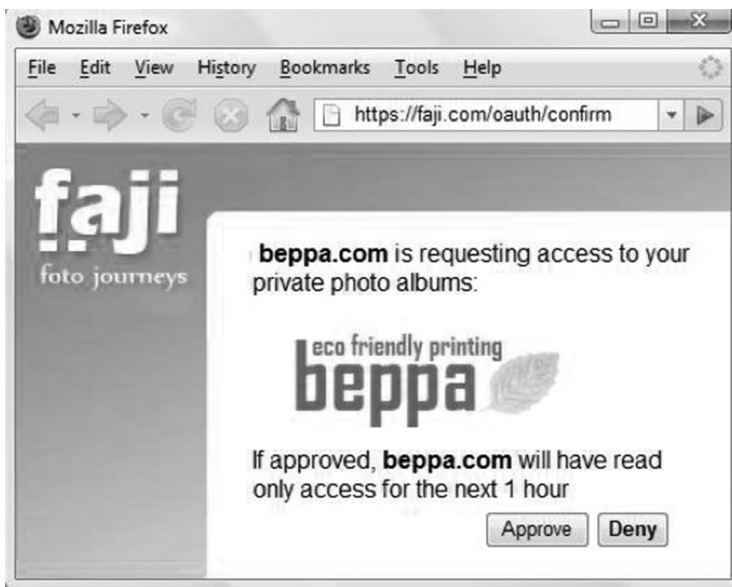 Mozilla Firefox
File Edit View History Bookmarks Tools Help
https://faji.com/oauth/confirm
faji
foto journeys
beppa.com is requesting access to your
private photo albums:
eco friendly printing
beppa
If approved, beppa.com will have read
only access for the next 1 hour
Approve Deny